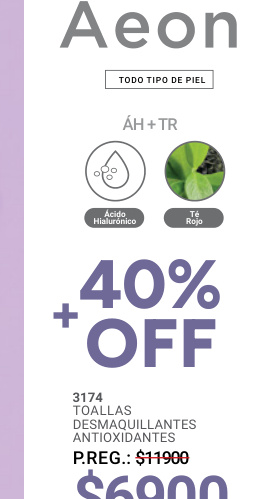 Aeon
TODO TIPO DE PIEL
ÁH + TR
Ácido
Hialurónico
Té
Rojo
+40%
OFF
3174
TOALLAS
DESMAQUILLANTES
ANTIOXIDANTES
P.REG.: $11900
$6900